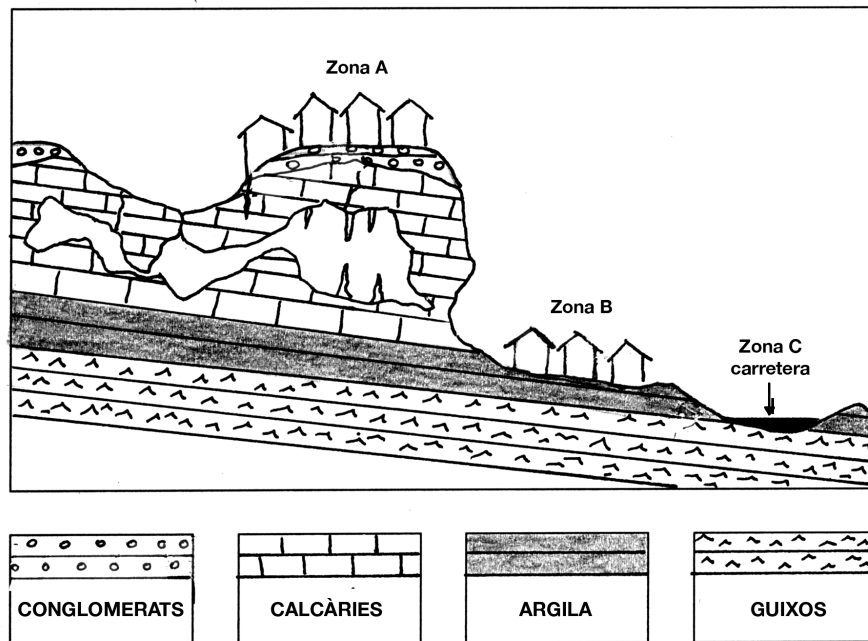 Zona A
Zona B
Zona C
carretera
CONGLOMERATS
CALCÀRIES
ARGILA
GUIXOS